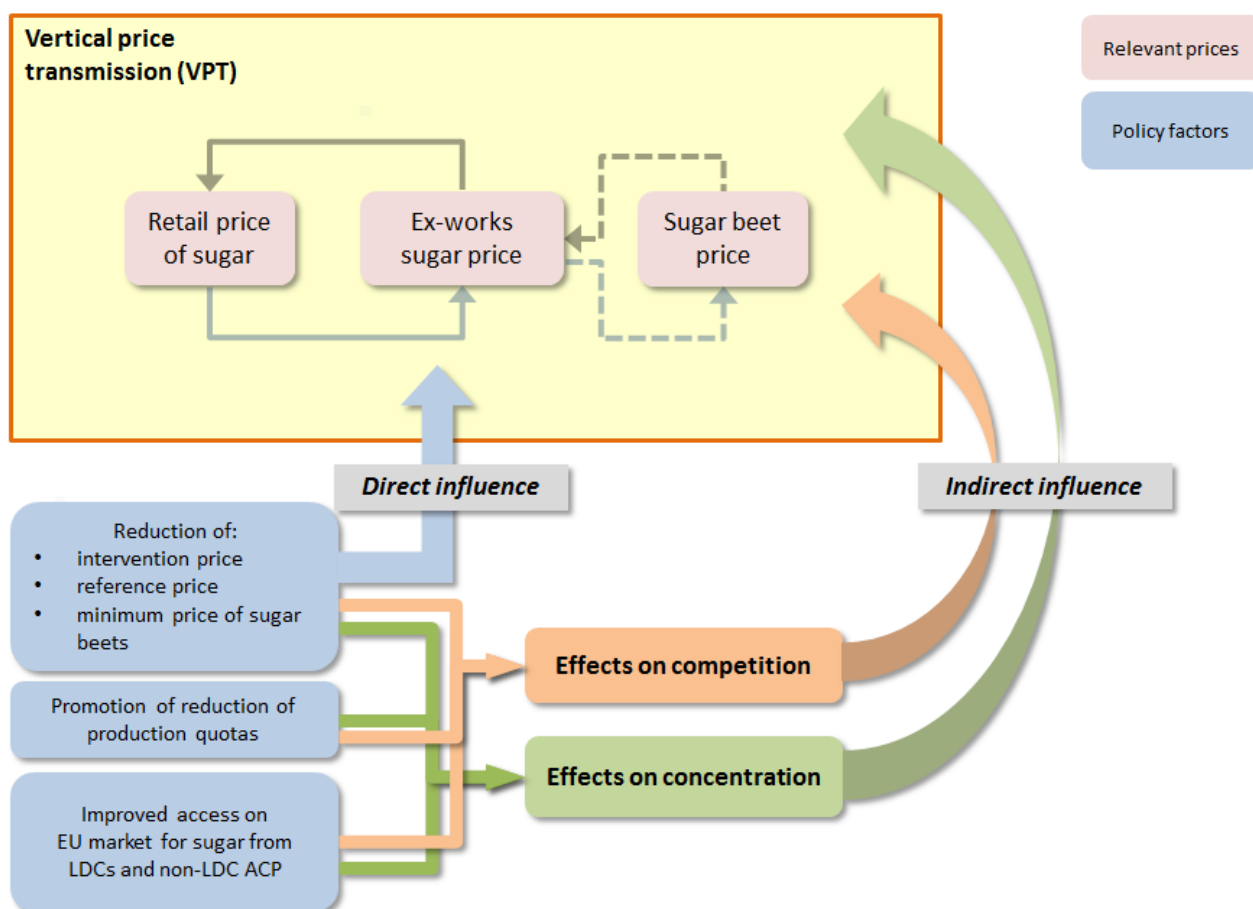 Vertical price
transmission (VPT)
Relevant prices
Policy factors
Retail price
of sugar
Ex-works
sugar price
Sugar beet
price
Direct influence
Indirect influence
Reduction of:
• intervention price
• reference price
• minimum price of sugar
beets
Effects on competition
Promotion of reduction of
production quotas
Effects on concentration
Improved access on
EU market for sugar from
LDCs and non-LDC ACP